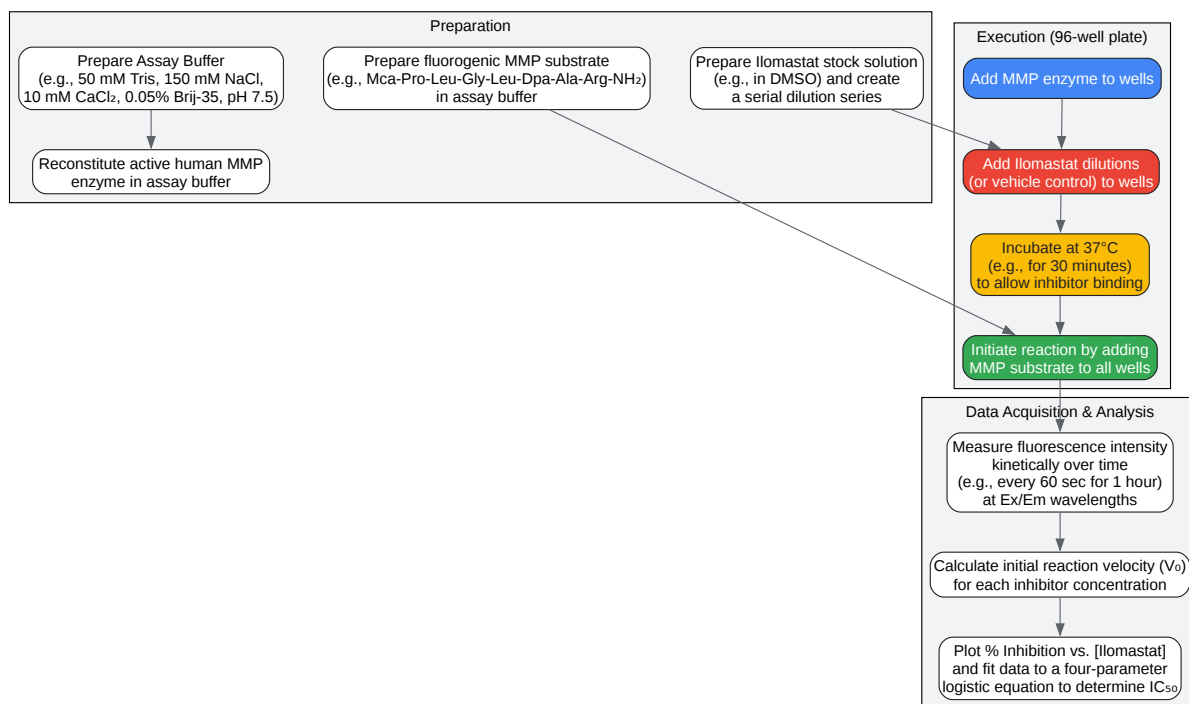 Preparation
Prepare Assay Buffer
(e.g., 50 mM Tris, 150 mM NaCl,
10 mM CaCl₂, 0.05% Brij-35, pH 7.5)
Reconstitute active human MMP
enzyme in assay buffer
Prepare fluorogenic MMP substrate
(e.g., Mca-Pro-Leu-Gly-Leu-Dpa-Ala-Arg-NH₂)
in assay buffer
Prepare Ilomastat stock solution
(e.g., in DMSO) and create
a serial dilution series
Execution (96-well plate)
Add MMP enzyme to wells
Add Ilomastat dilutions
(or vehicle control) to wells
Incubate at 37°C
(e.g., for 30 minutes)
to allow inhibitor binding
Initiate reaction by adding
MMP substrate to all wells
Data Acquisition & Analysis
Measure fluorescence intensity
kinetically over time
(e.g., every 60 sec for 1 hour)
at Ex/Em wavelengths
Calculate initial reaction velocity (V₀)
for each inhibitor concentration
Plot % Inhibition vs. [Ilomastat]
and fit data to a four-parameter
logistic equation to determine IC₅₀